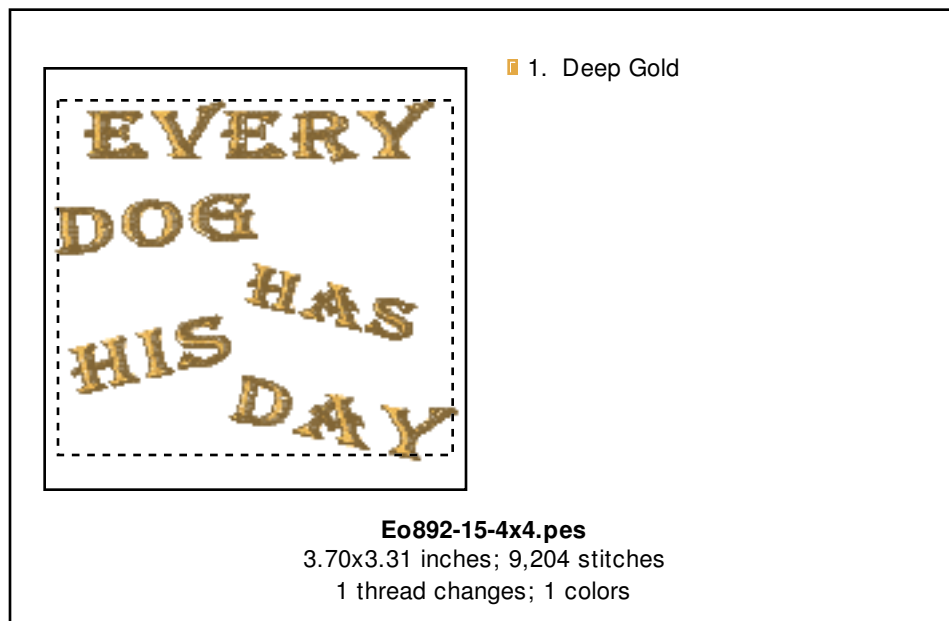 1. Deep Gold
EVERY
DOG
HAS
HIS
DAY
Eo892-15-4x4.pes
3.70x3.31 inches; 9,204 stitches
1 thread changes; 1 colors